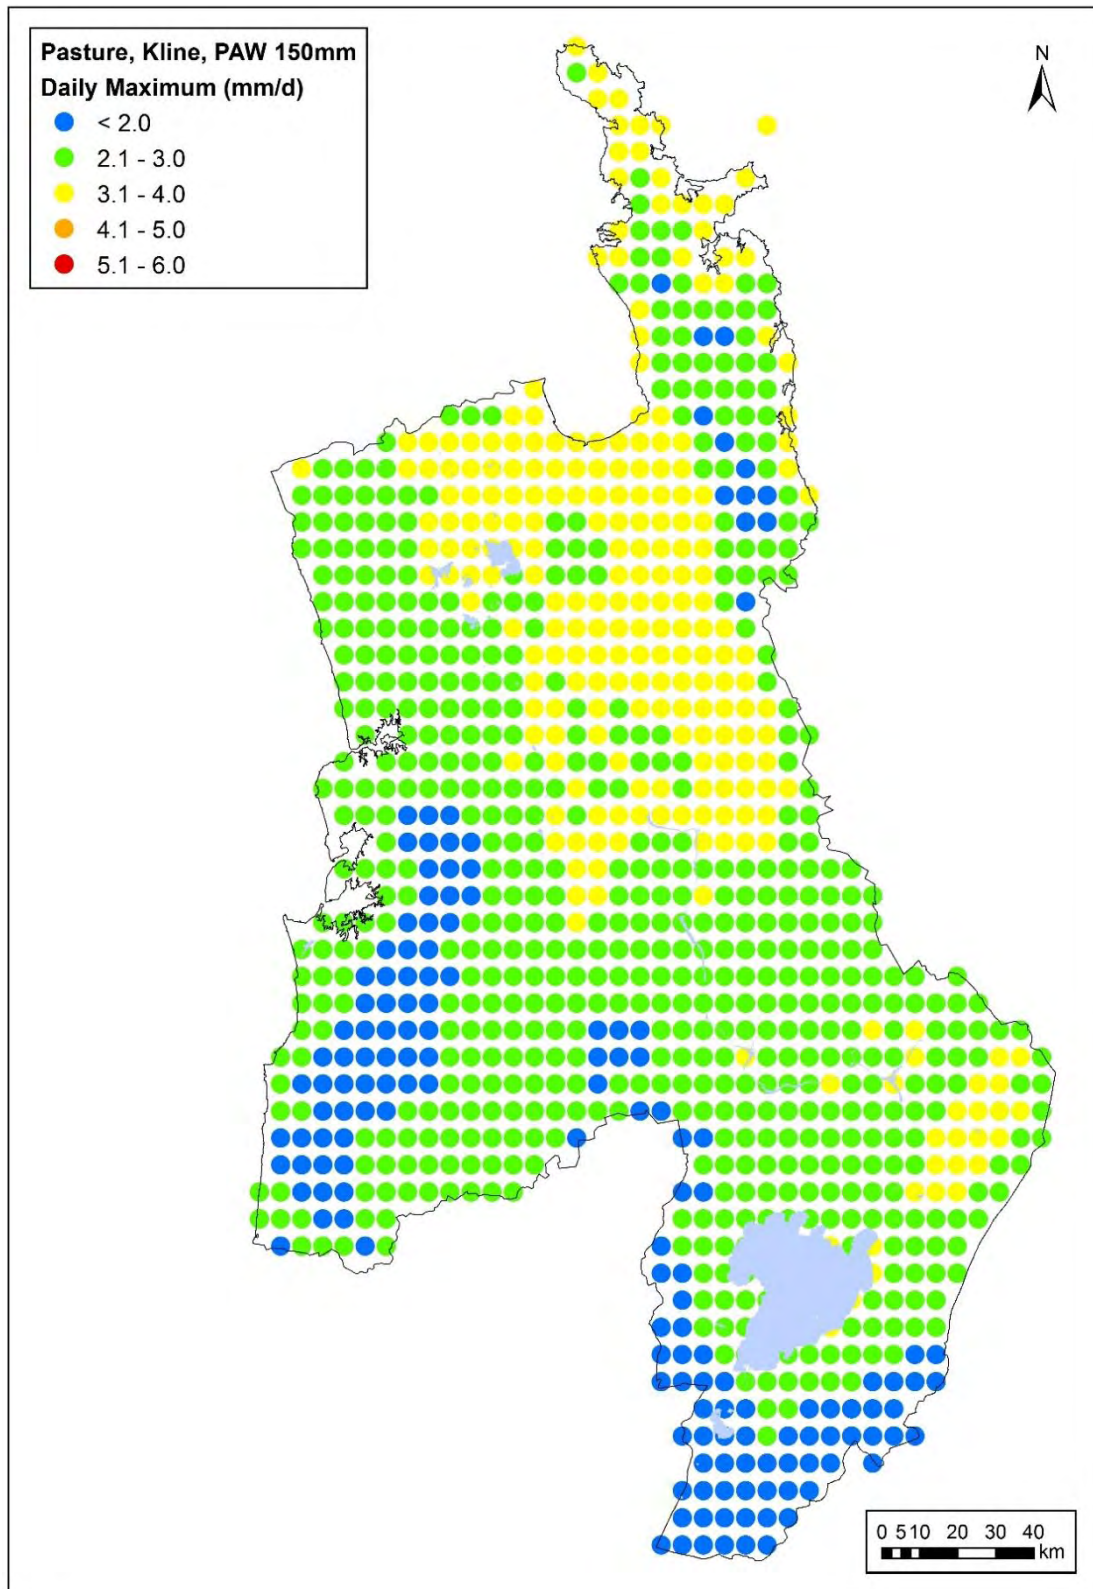 Pasture, Kline, PAW 150mm
Daily Maximum (mm/d)
< 2.0
2.1 - 3.0
3.1 - 4.0
4.1 - 5.0
5.1 - 6.0
N
0 5 10 20 30 40
km